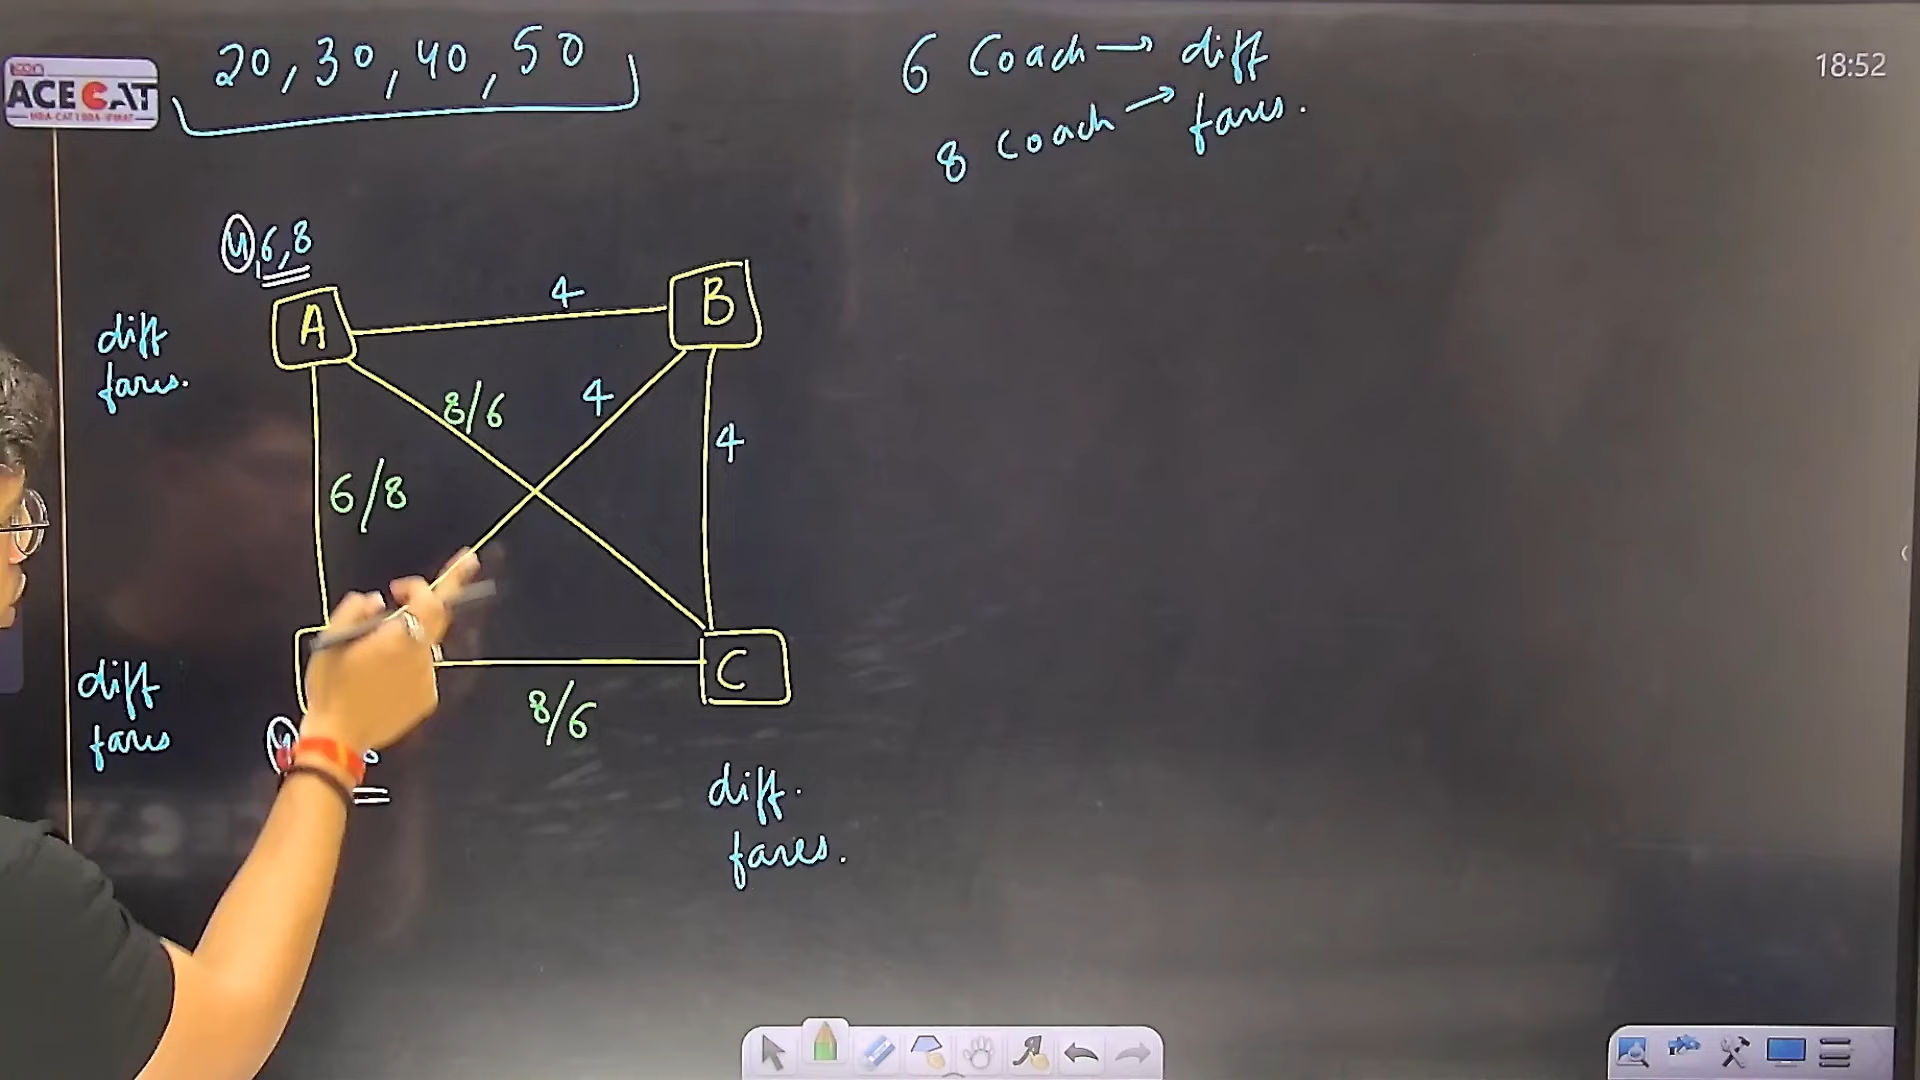 20, 30, 40, 50
6 Coach → diff
8 Coach → fares.
18:52
ACE CAT
4, 6, 8
A
4
B
diff
fares.
8/6
4
4
6/8
C
diff
fares
8/6
diff.
fares.